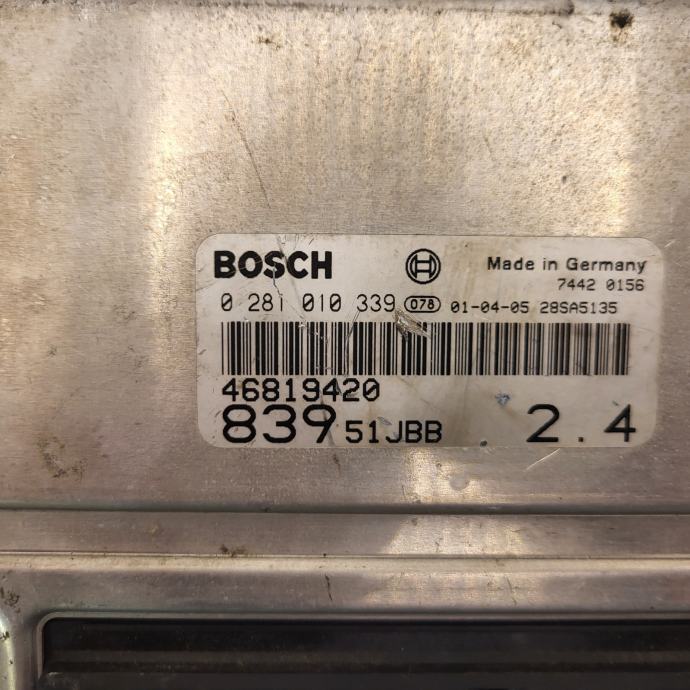 BOSCH Made in Germany
7442 0156
0 281 010 339 078 01-04-05 28SA5135
46819420
839 51JBB 2.4